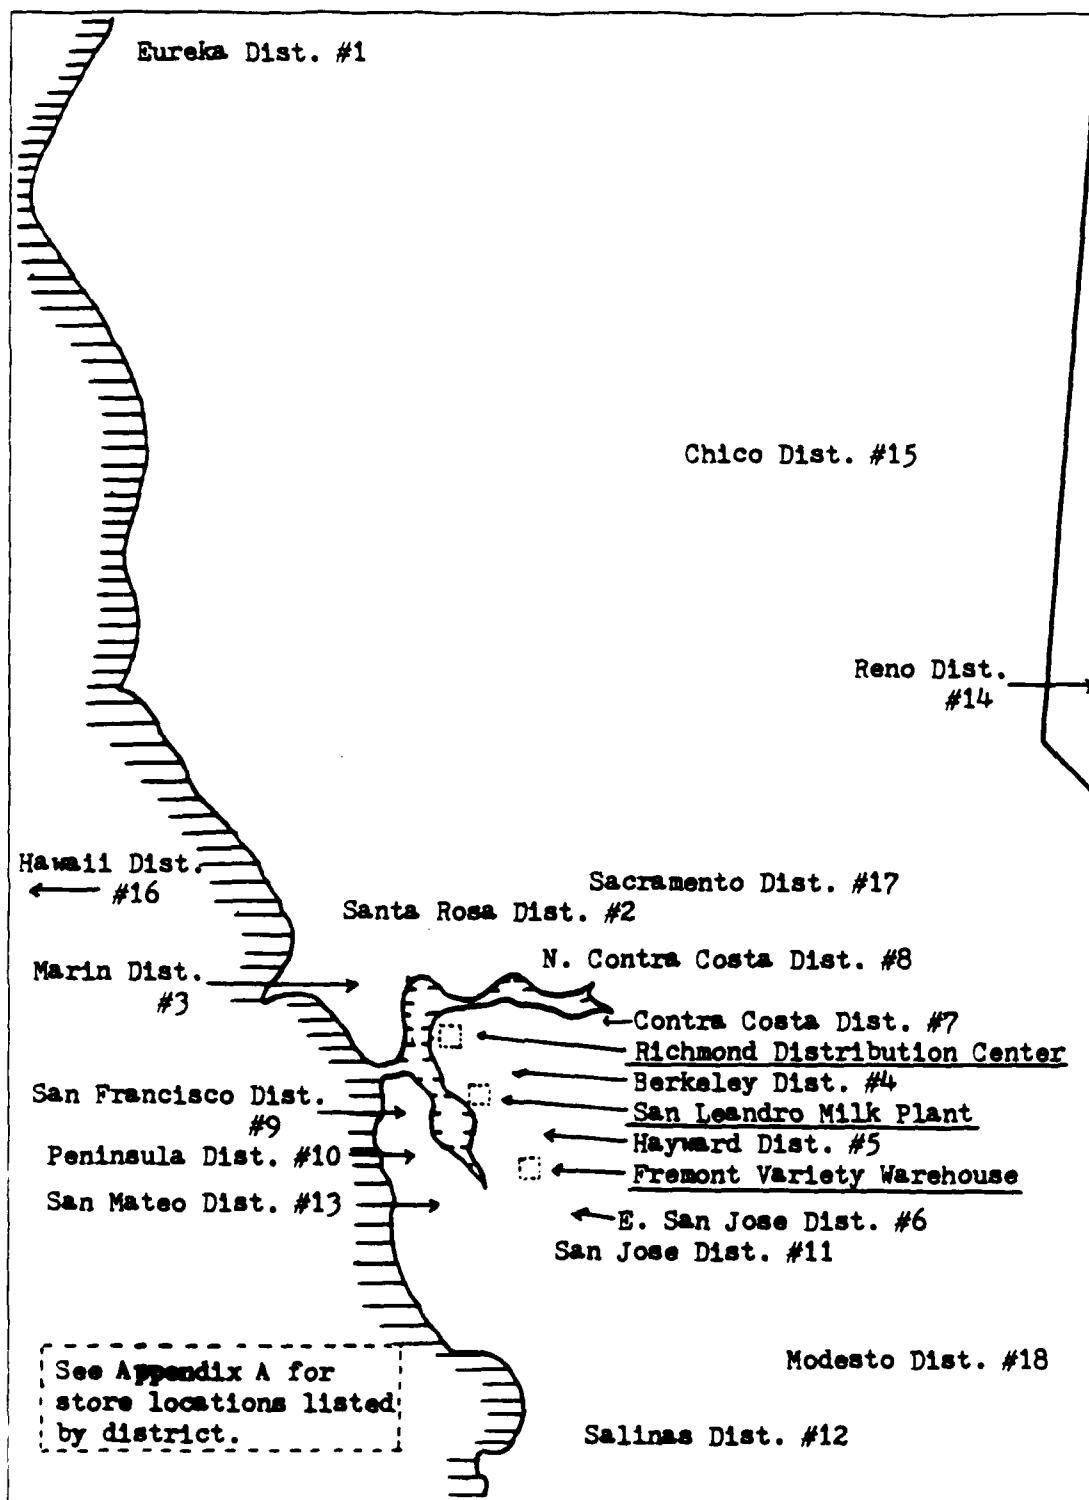 Eureka Dist. #1
Chico Dist. #15
Reno Dist.
#14
Hawaii Dist.
#16
Sacramento Dist. #17
Santa Rosa Dist. #2
N. Contra Costa Dist. #8
Marin Dist.
#3
Contra Costa Dist. #7
Richmond Distribution Center
Berkeley Dist. #4
San Francisco Dist.
#9
San Leandro Milk Plant
Hayward Dist. #5
Peninsula Dist. #10
Fremont Variety Warehouse
San Mateo Dist. #13
E. San Jose Dist. #6
San Jose Dist. #11
Modesto Dist. #18
See Appendix A for
store locations listed
by district.
Salinas Dist. #12